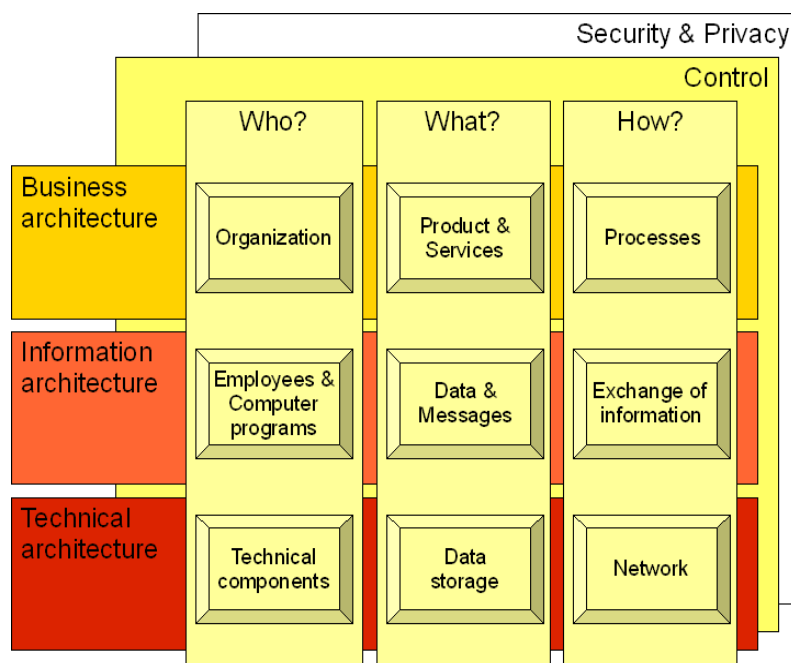 Security & Privacy
Control
Who?
What?
How?
Business
architecture
Organization
Product &
Services
Processes
Information
architecture
Employees &
Computer
programs
Data &
Messages
Exchange of
information
Technical
architecture
Technical
components
Data
storage
Network